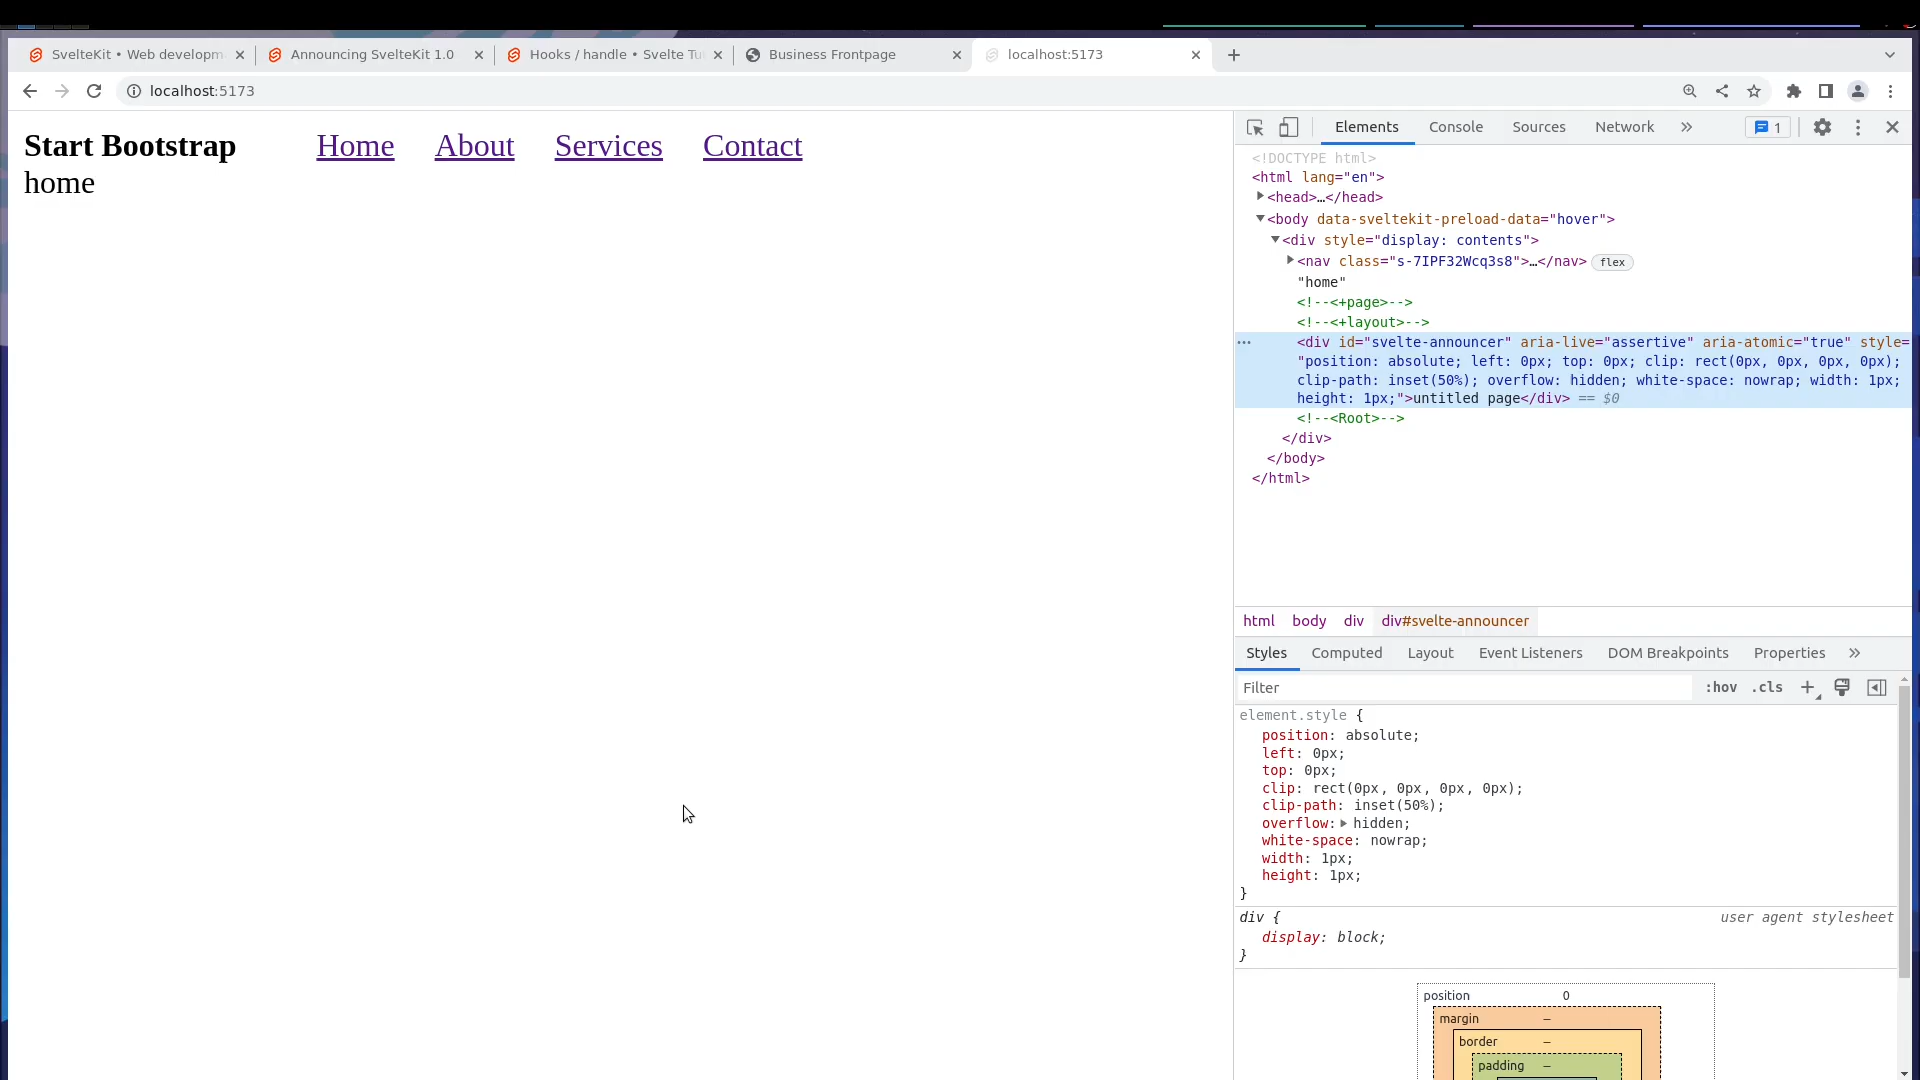 SvelteKit • Web developm
Announcing SvelteKit 1.0
Hooks / handle • Svelte Tu
Business Frontpage
localhost:5173
localhost:5173
Start Bootstrap Home About Services Contact
home
Elements Console Sources Network » 1
<!DOCTYPE html>
<html lang="en">
<head>…</head>
<body data-sveltekit-preload-data="hover">
<div style="display: contents">
<nav class="s-7IPF32Wcq3s8">…</nav> flex
"home"
<!--<+page>-->
<!--<+layout>-->
<div id="svelte-announcer" aria-live="assertive" aria-atomic="true" style=
"position: absolute; left: 0px; top: 0px; clip: rect(0px, 0px, 0px, 0px);
clip-path: inset(50%); overflow: hidden; white-space: nowrap; width: 1px;
height: 1px;">untitled page</div> == $0
<!--<Root>-->
</div>
</body>
</html>
html body div div#svelte-announcer
Styles Computed Layout Event Listeners DOM Breakpoints Properties »
Filter :hov .cls
element.style {
position: absolute;
left: 0px;
top: 0px;
clip: rect(0px, 0px, 0px, 0px);
clip-path: inset(50%);
overflow: hidden;
white-space: nowrap;
width: 1px;
height: 1px;
}
div { user agent stylesheet
display: block;
}
position 0
margin –
border –
padding –